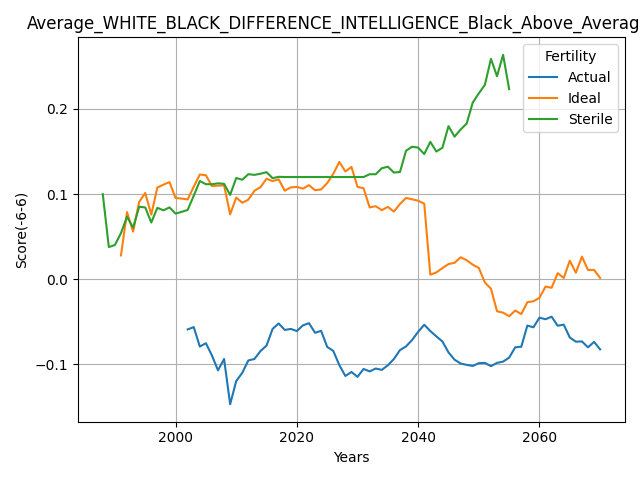 Average_WHITE_BLACK_DIFFERENCE_INTELLIGENCE_Black_Above_Averag
Fertility
Actual
Ideal
Sterile
Score(-6-6)
0.2
0.1
0.0
−0.1
2000
2020
2040
2060
Years